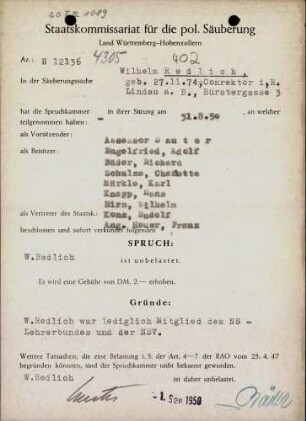 Staatskommissariat für die pol. Säuberung
Land Württemberg-Hohenzollern
Az.: N 12136 4305 402
Wilhelm Redlich,
In der Säuberungssache geb. 27.11.74, Conrektor i.R.
Lindau a. B., Bürstergasse 3
hat die Spruchkammer in ihrer Sitzung am 31.8.50 an welcher
teilgenommen haben:
als Vorsitzender: Assessor Sauter
als Beisitzer: Engelfried, Adolf
Bäder, Richard
Schulze, Charlotte
Märkle, Karl
Knapp, Hans
Hirn, Wilhelm
als Vertreter des Staatsk.: Konz, Rudolf
beschlossen und sofort verkündet folgenden Ang. Hauer, Franz
SPRUCH:
W.Redlich
ist unbelastet.
Es wird eine Gebühr von DM. 2.— erhoben.
Gründe:
W.Redlich war lediglich Mitglied des NS -
Lehrerbundes und der NSV.
Weitere Tatsachen, die eine Belastung i. S. der Art. 4—7 der RAO vom 23. 4. 47
begründen könnten, sind der Spruchkammer nicht bekannt geworden.
W.Redlich ist daher unbelastet.
-1. Sep 1950
Bäder